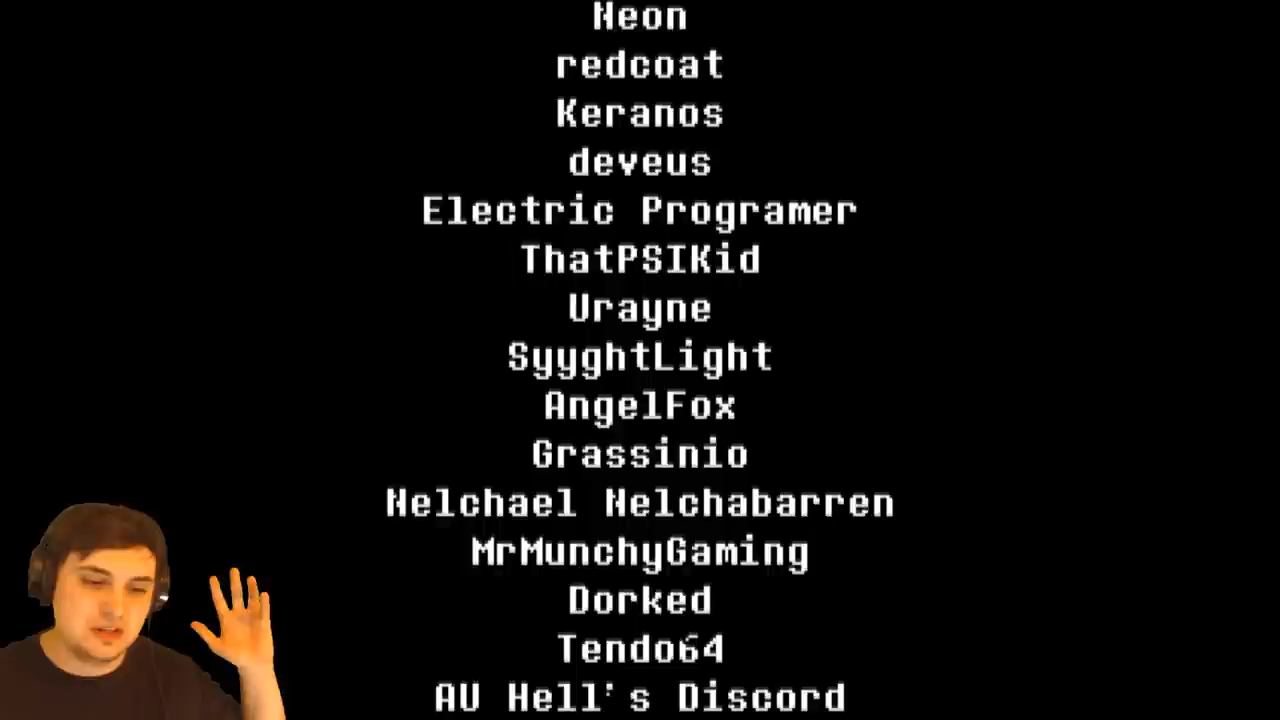 Neon
redcoat
Keranos
deveus
Electric Programer
ThatPSIKid
Urayne
SyyghtLight
AngelFox
Grassinio
Nelchael Nelchabarren
MrMunchyGaming
Dorked
Tendo64
AU Hell's Discord